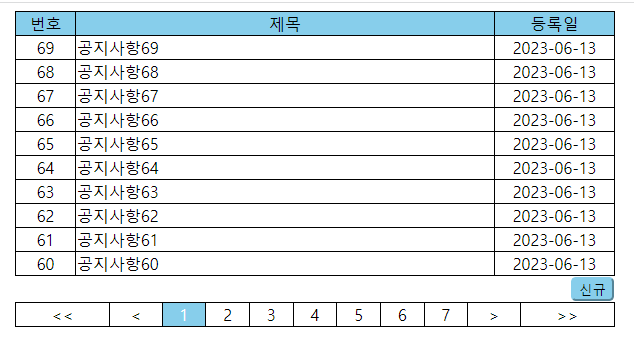 번호 제목 등록일
69 공지사항69 2023-06-13
68 공지사항68 2023-06-13
67 공지사항67 2023-06-13
66 공지사항66 2023-06-13
65 공지사항65 2023-06-13
64 공지사항64 2023-06-13
63 공지사항63 2023-06-13
62 공지사항62 2023-06-13
61 공지사항61 2023-06-13
60 공지사항60 2023-06-13
신규
<< < 1 2 3 4 5 6 7 > >>